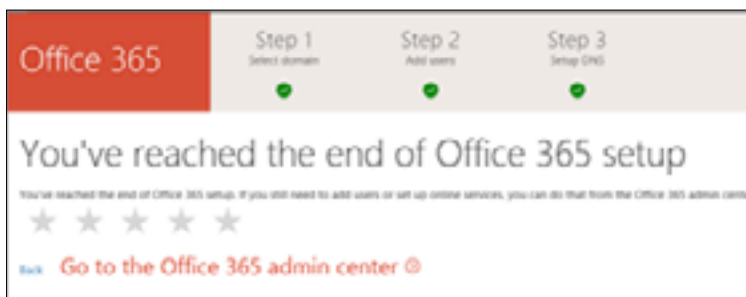 Office 365
Step 1
Select domain
Step 2
Add users
Step 3
Setup DNS
You've reached the end of Office 365 setup
You've reached the end of Office 365 setup. If you still need to add users or set up online services, you can do that from the Office 365 admin cente
Back Go to the Office 365 admin center